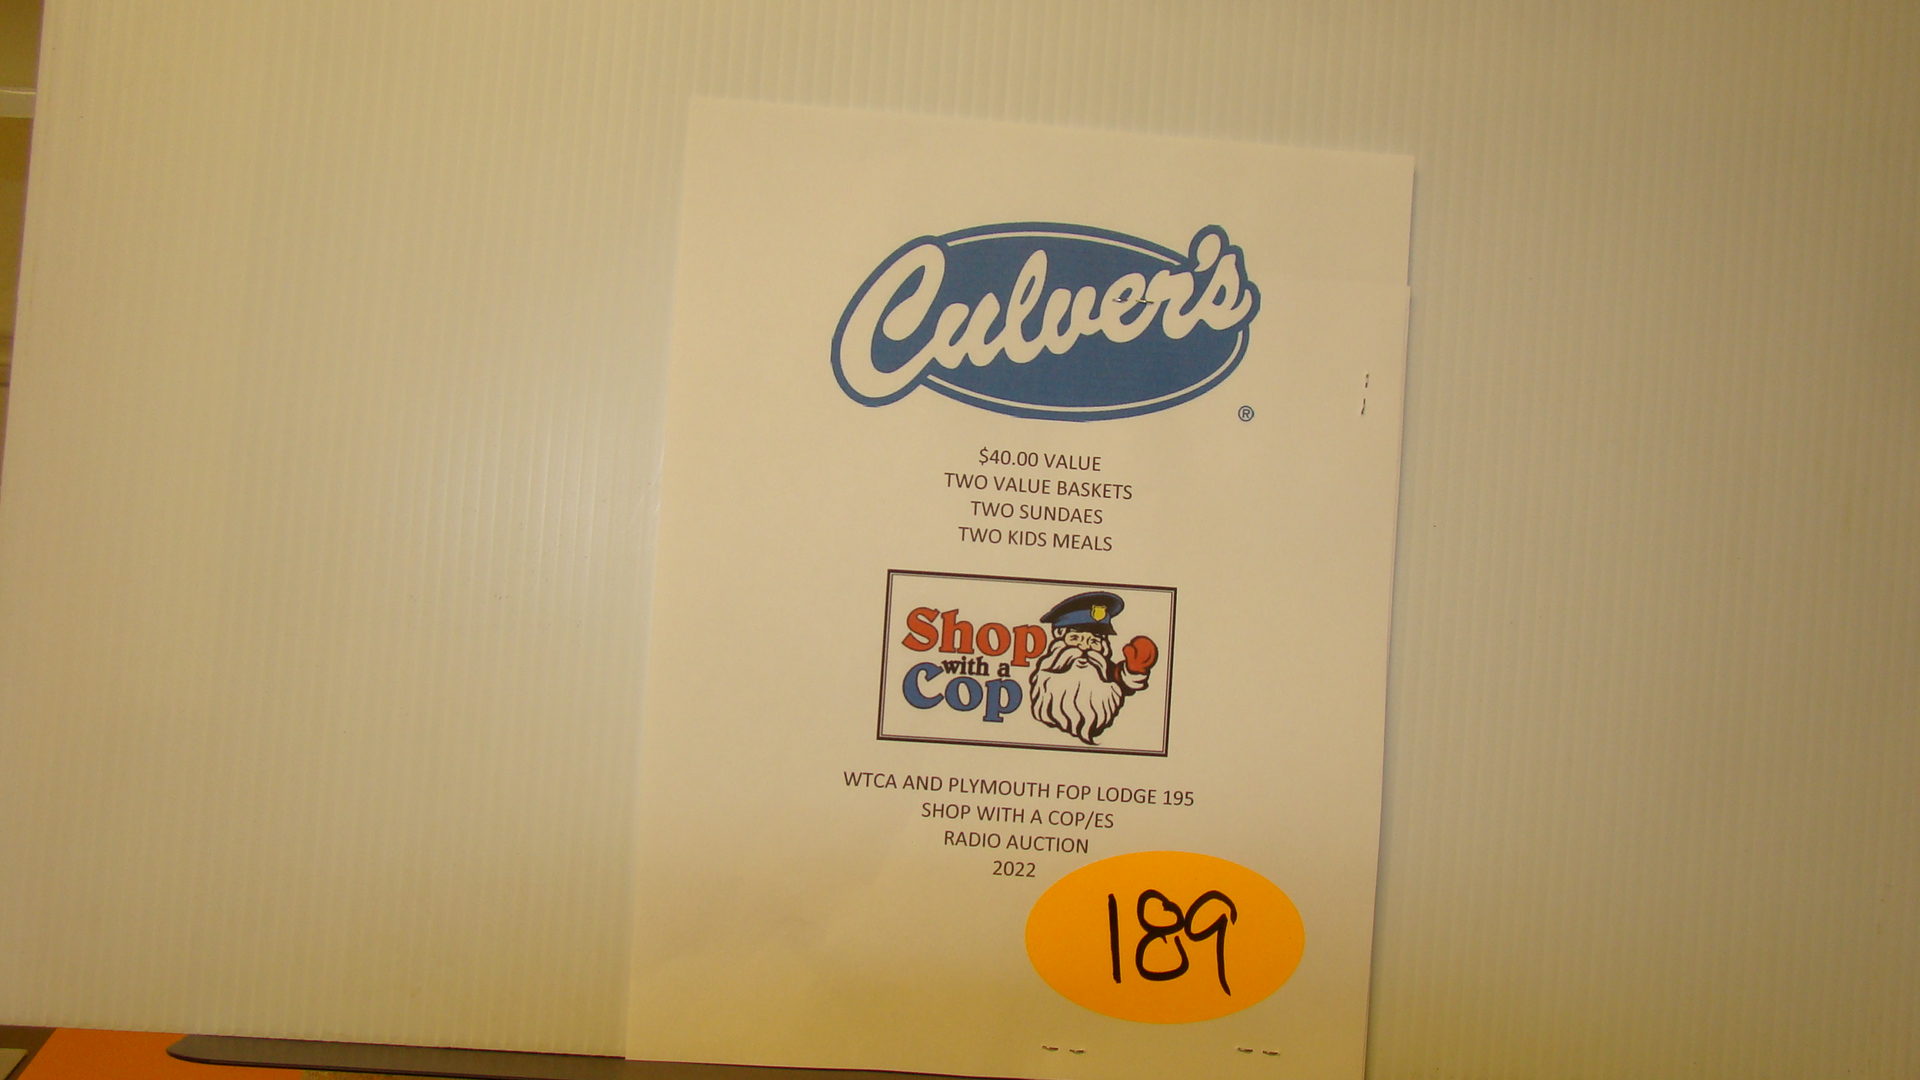 Culver's
®
$40.00 VALUE
TWO VALUE BASKETS
TWO SUNDAES
TWO KIDS MEALS
Shop
with a
Cop
WTCA AND PLYMOUTH FOP LODGE 195
SHOP WITH A COP/ES
RADIO AUCTION
2022
189